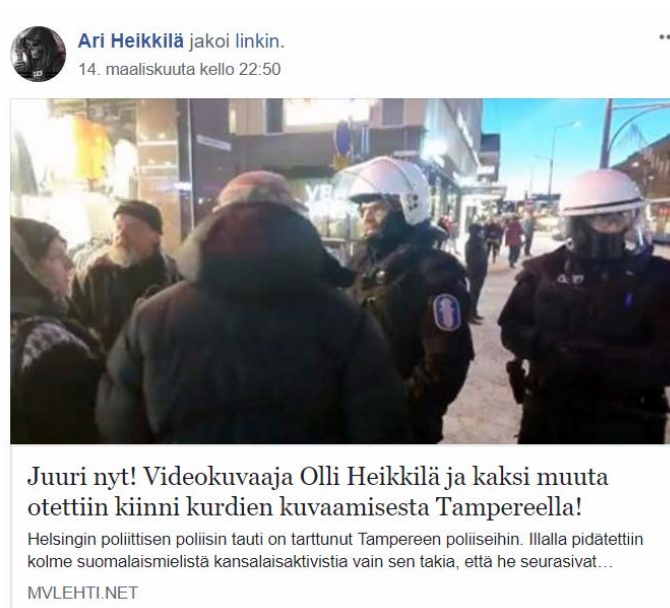 Ari Heikkilä jakoi linkin.
14. maaliskuuta kello 22:50
Juuri nyt! Videokuvaaja Olli Heikkilä ja kaksi muuta
otettiin kiinni kurdien kuvaamisesta Tampereella!
Helsingin poliittisen poliisin tauti on tarttunut Tampereen poliiseihin. Illalla pidätettiin
kolme suomalaismielistä kansalaisaktivistia vain sen takia, että he seurasivat…
MVLEHTI.NET